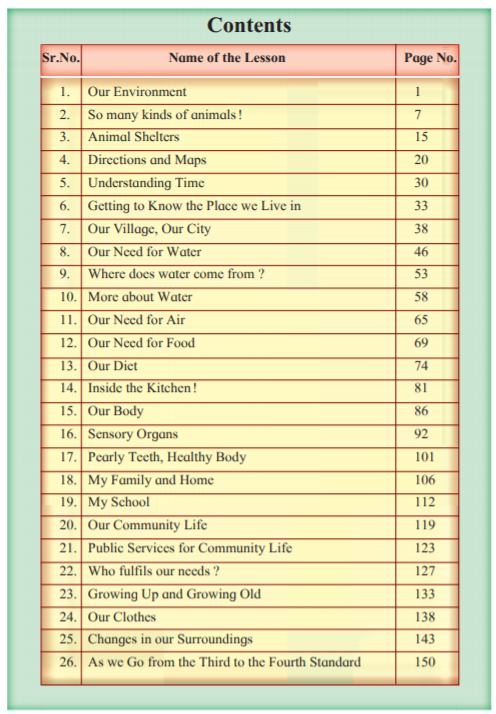 Contents
Sr.No. Name of the Lesson Page No.
1. Our Environment 1
2. So many kinds of animals! 7
3. Animal Shelters 15
4. Directions and Maps 20
5. Understanding Time 30
6. Getting to Know the Place we Live in 33
7. Our Village, Our City 38
8. Our Need for Water 46
9. Where does water come from ? 53
10. More about Water 58
11. Our Need for Air 65
12. Our Need for Food 69
13. Our Diet 74
14. Inside the Kitchen! 81
15. Our Body 86
16. Sensory Organs 92
17. Pearly Teeth, Healthy Body 101
18. My Family and Home 106
19. My School 112
20. Our Community Life 119
21. Public Services for Community Life 123
22. Who fulfils our needs ? 127
23. Growing Up and Growing Old 133
24. Our Clothes 138
25. Changes in our Surroundings 143
26. As we Go from the Third to the Fourth Standard 150